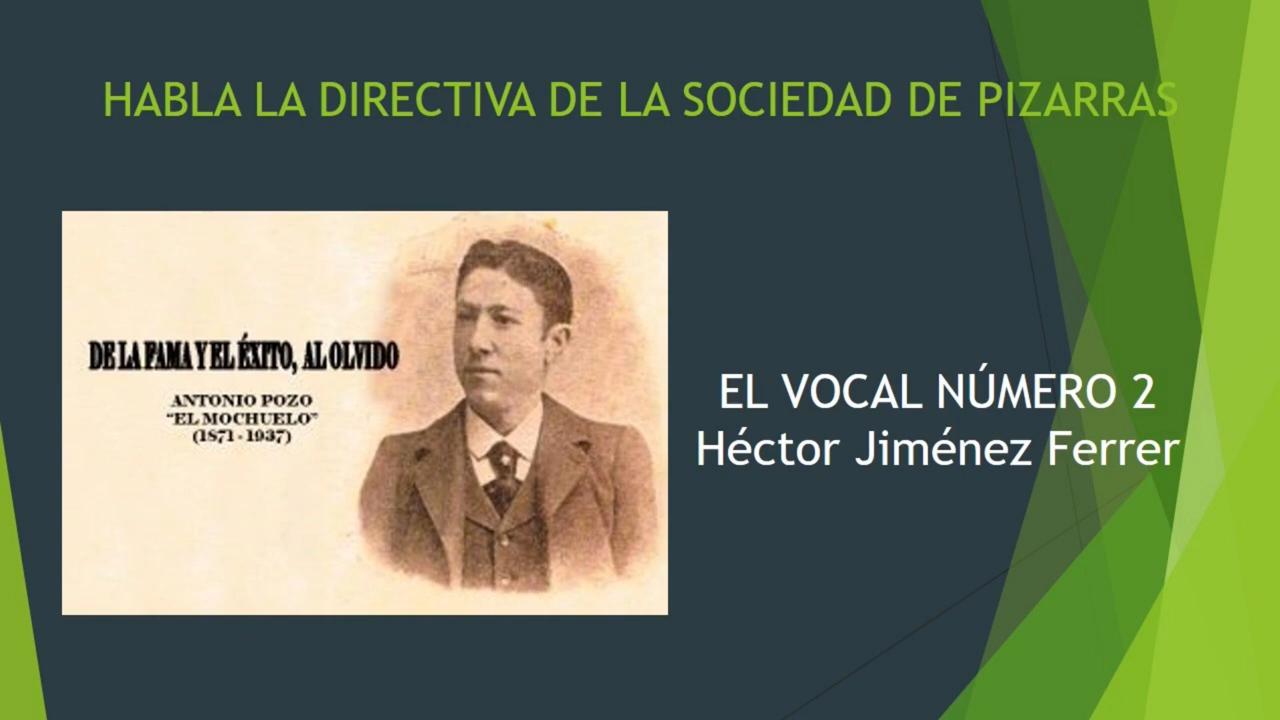 HABLA LA DIRECTIVA DE LA SOCIEDAD DE PIZARRAS
DE LA FAMA Y EL ÉXITO, AL OLVIDO
ANTONIO POZO
"EL MOCHUELO"
(1871 - 1937)
EL VOCAL NÚMERO 2
Héctor Jiménez Ferrer